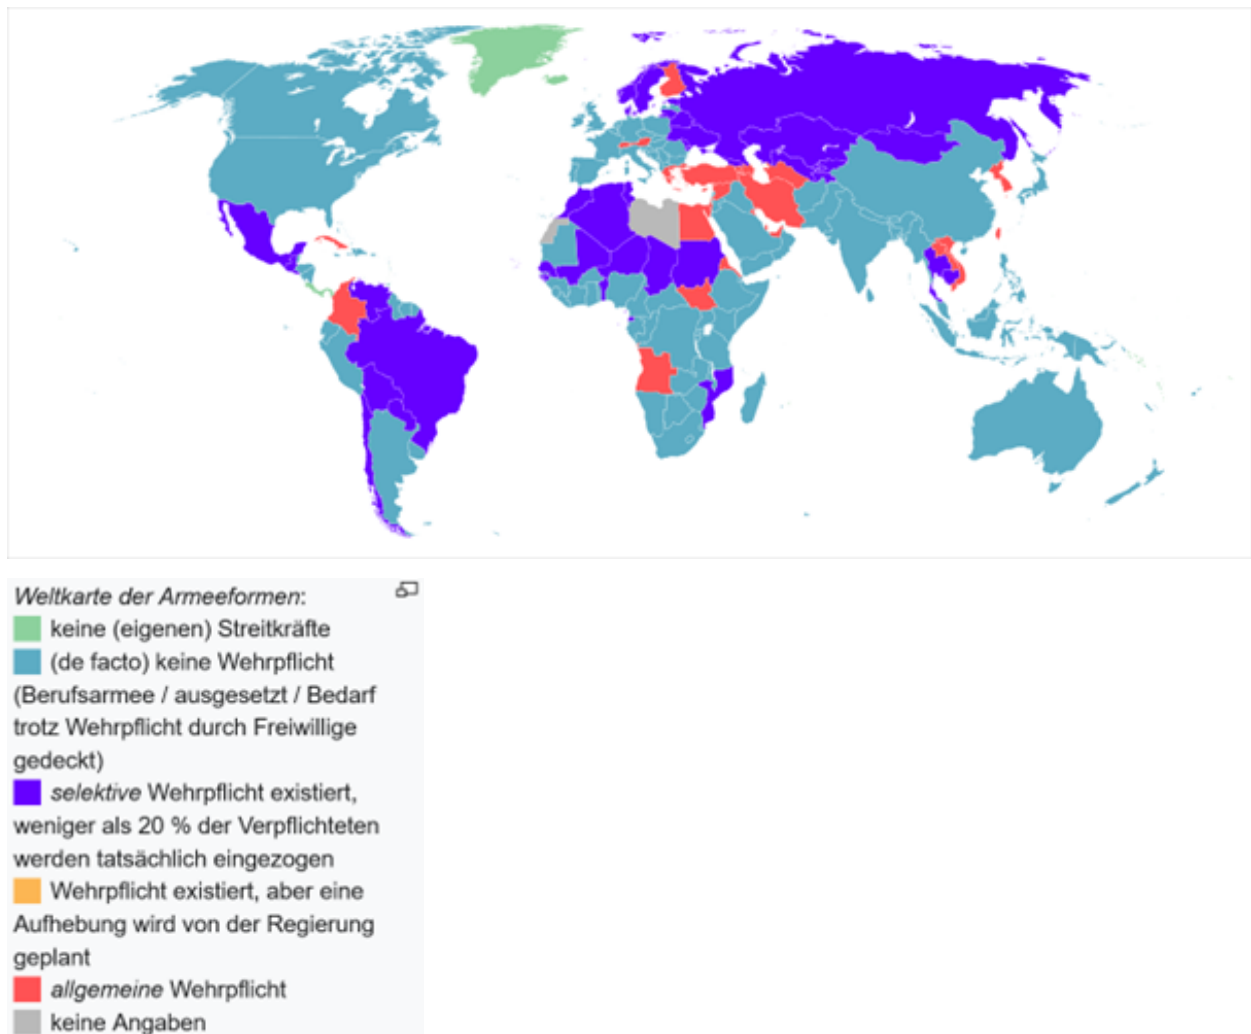 Weltkarte der Armeeformen:
keine (eigenen) Streitkräfte
(de facto) keine Wehrpflicht
(Berufsarmee / ausgesetzt / Bedarf
trotz Wehrpflicht durch Freiwillige
gedeckt)
selektive Wehrpflicht existiert,
weniger als 20 % der Verpflichteten
werden tatsächlich eingezogen
Wehrpflicht existiert, aber eine
Aufhebung wird von der Regierung
geplant
allgemeine Wehrpflicht
keine Angaben